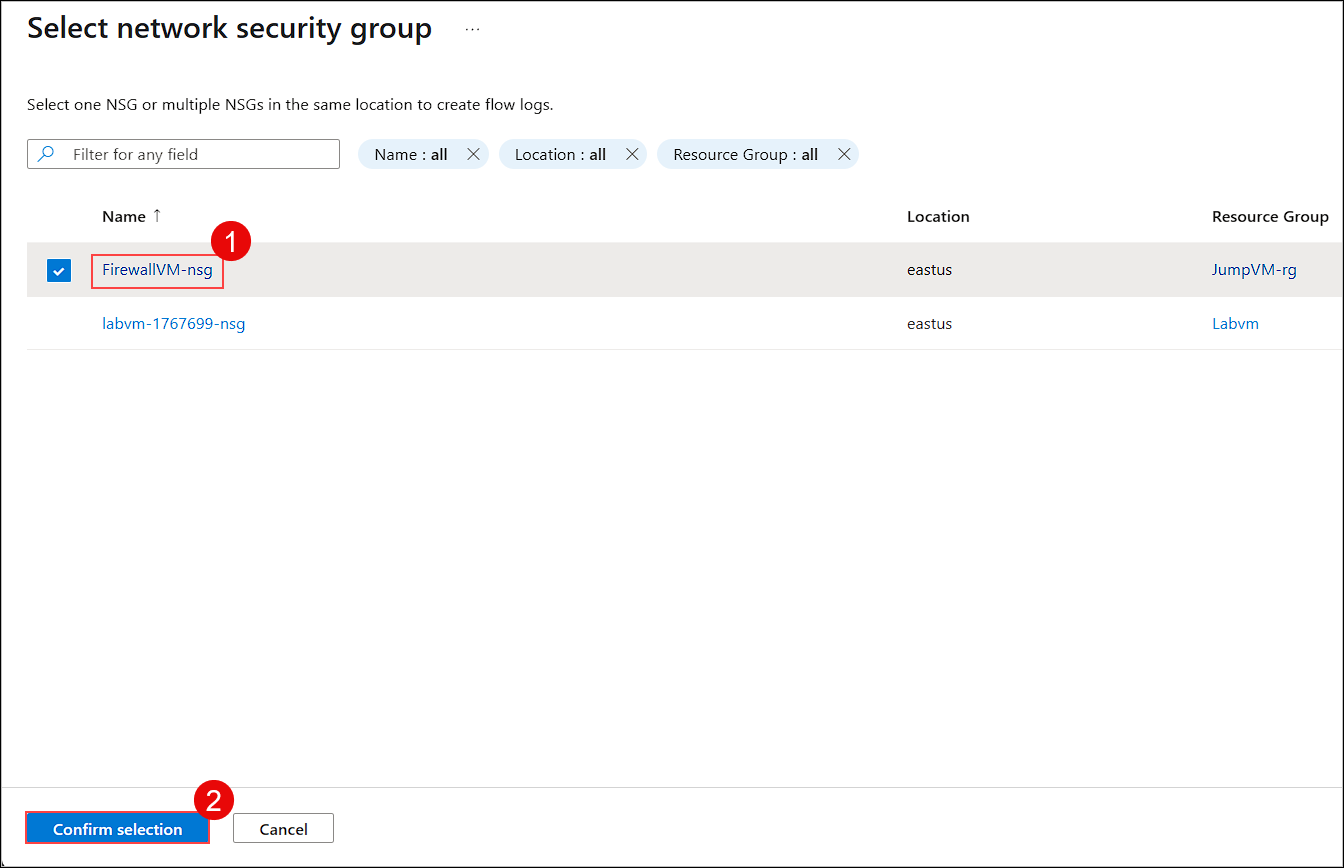 Select network security group ...
Select one NSG or multiple NSGs in the same location to create flow logs.
Filter for any field Name : all Location : all Resource Group : all
Name ↑ Location Resource Group
1
FirewallVM-nsg eastus JumpVM-rg
labvm-1767699-nsg eastus Labvm
2
Confirm selection Cancel